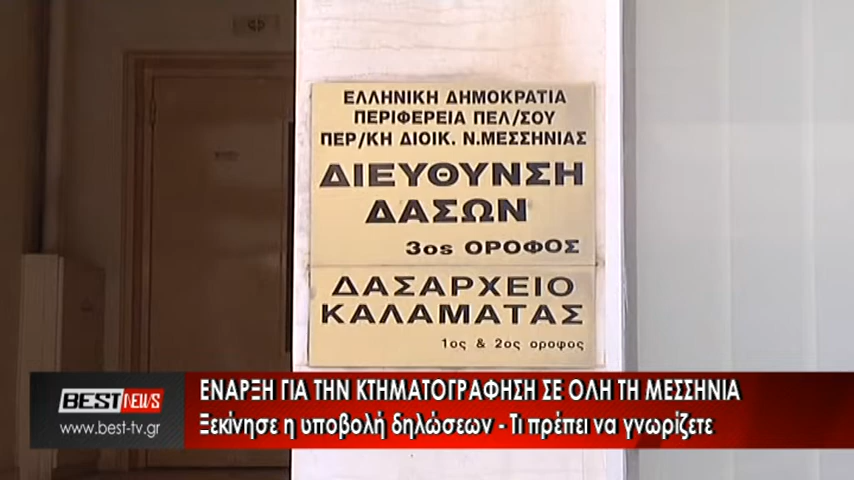 ΕΛΛΗΝΙΚΗ ΔΗΜΟΚΡΑΤΙΑ
ΠΕΡΙΦΕΡΕΙΑ ΠΕΛ/ΣΟΥ
ΠΕΡ/ΚΗ ΔΙΟΙΚ. Ν.ΜΕΣΣΗΝΙΑΣ
ΔΙΕΥΘΥΝΣΗ
ΔΑΣΩΝ
3os ΟΡΟΦΟΣ
ΔΑΣΑΡΧΕΙΟ
ΚΑΛΑΜΑΤΑΣ
1ος & 2ος οροφος
BEST NEWS
www.best-tv.gr
ΕΝΑΡΞΗ ΓΙΑ ΤΗΝ ΚΤΗΜΑΤΟΓΡΑΦΗΣΗ ΣΕ ΟΛΗ ΤΗ ΜΕΣΣΗΝΙΑ
Ξεκίνησε η υποβολή δηλώσεων - Τι πρέπει να γνωρίζετε